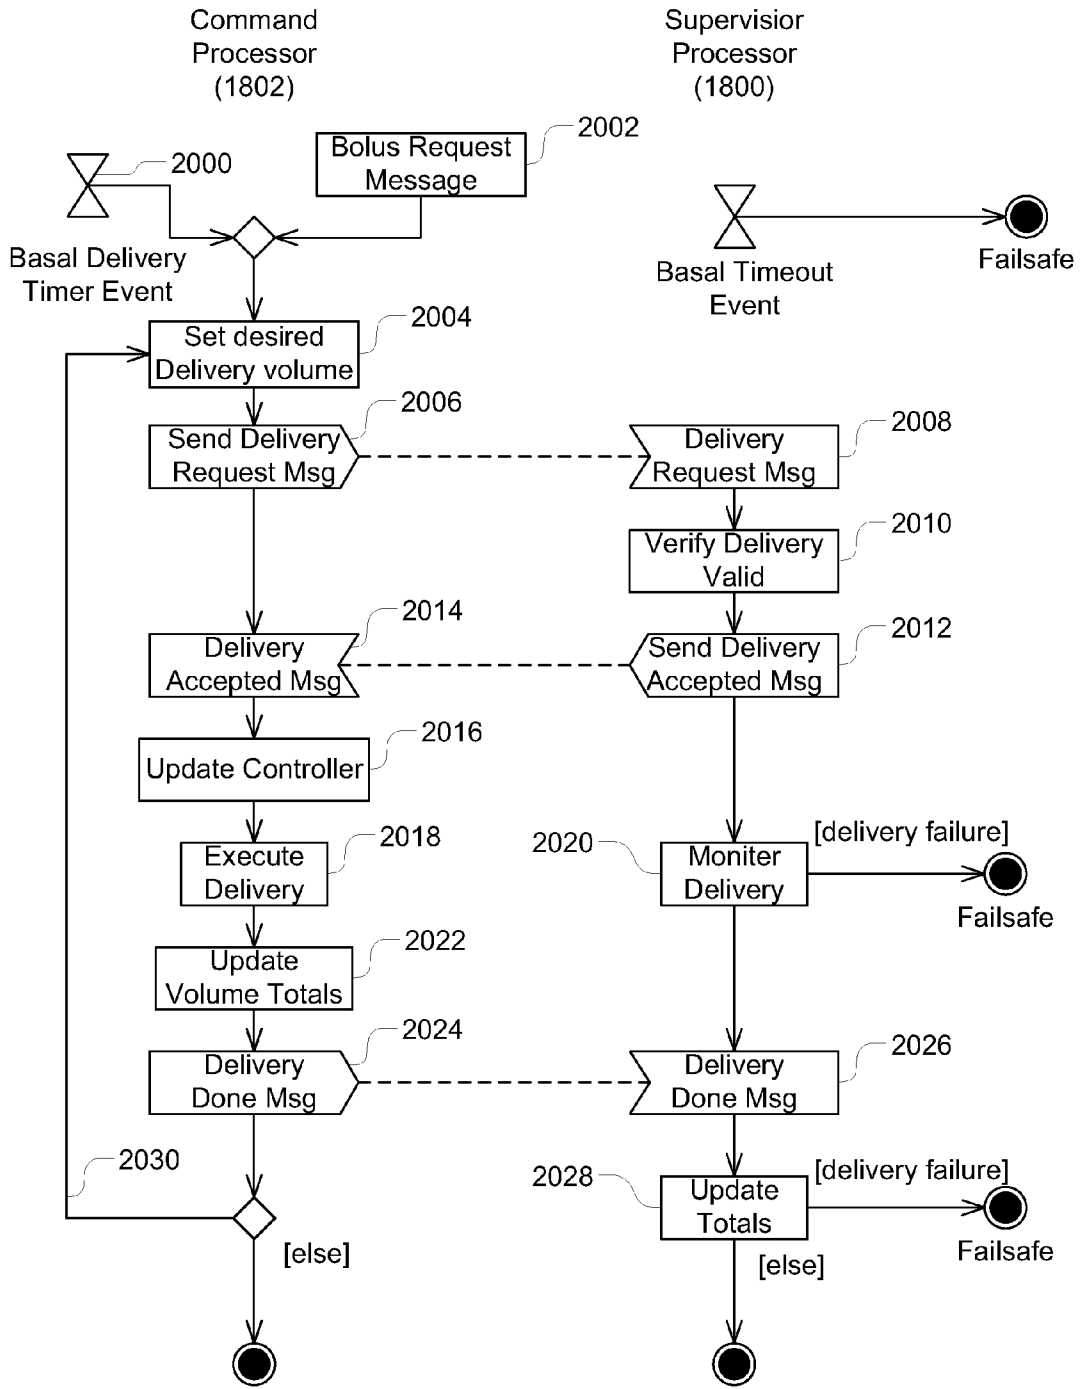 Command
Processor
(1802)
Supervisior
Processor
(1800)
2000
Bolus Request
Message
2002
Basal Delivery
Timer Event
Basal Timeout
Event
Failsafe
Set desired
Delivery volume
2004
Send Delivery
Request Msg
2006
Delivery
Request Msg
2008
Verify Delivery
Valid
2010
Delivery
Accepted Msg
2014
Send Delivery
Accepted Msg
2012
Update Controller
2016
Execute
Delivery
2018
2020
Moniter
Delivery
[delivery failure]
Failsafe
Update
Volume Totals
2022
Delivery
Done Msg
2024
Delivery
Done Msg
2026
2030
[else]
2028
Update
Totals
[delivery failure]
Failsafe
[else]